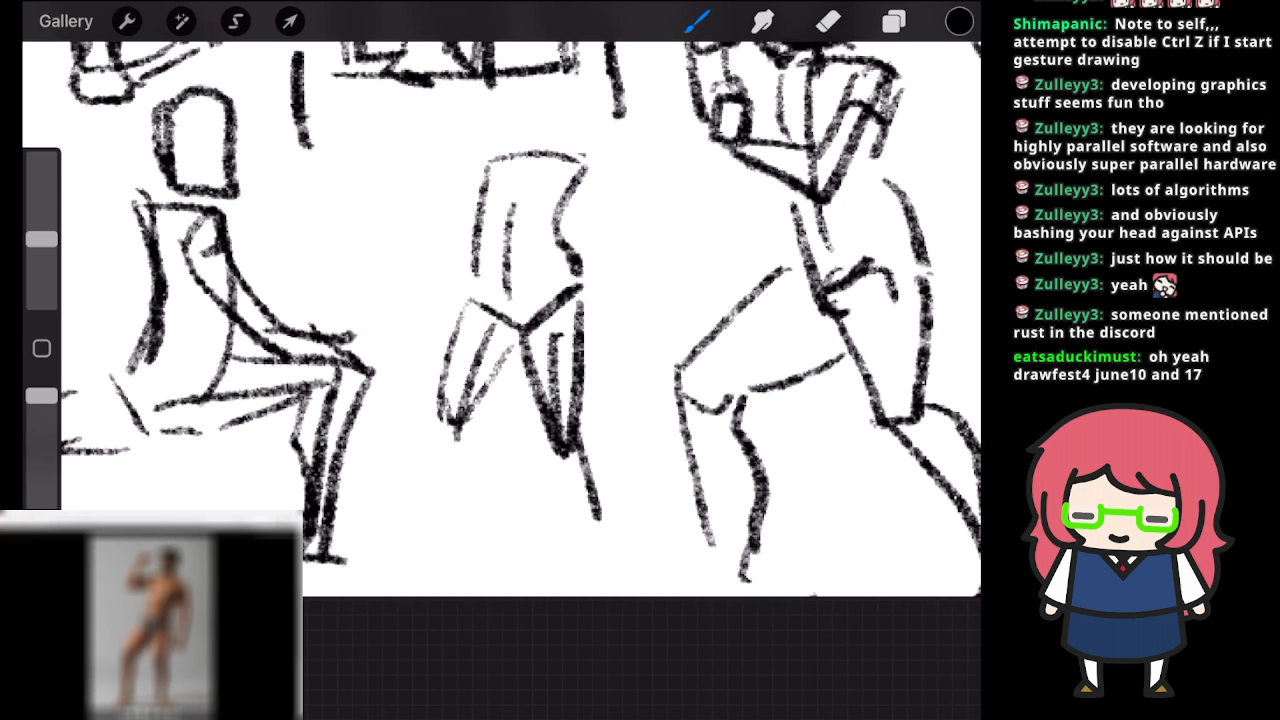 Gallery
Shimapanic: Note to self,,,
attempt to disable Ctrl Z if I start
gesture drawing
Zulleyy3: developing graphics
stuff seems fun tho
Zulleyy3: they are looking for
highly parallel software and also
obviously super parallel hardware
Zulleyy3: lots of algorithms
Zulleyy3: and obviously
bashing your head against APIs
Zulleyy3: just how it should be
Zulleyy3: yeah
Zulleyy3: someone mentioned
rust in the discord
eatsaduckimust: oh yeah
drawfest4 june10 and 17